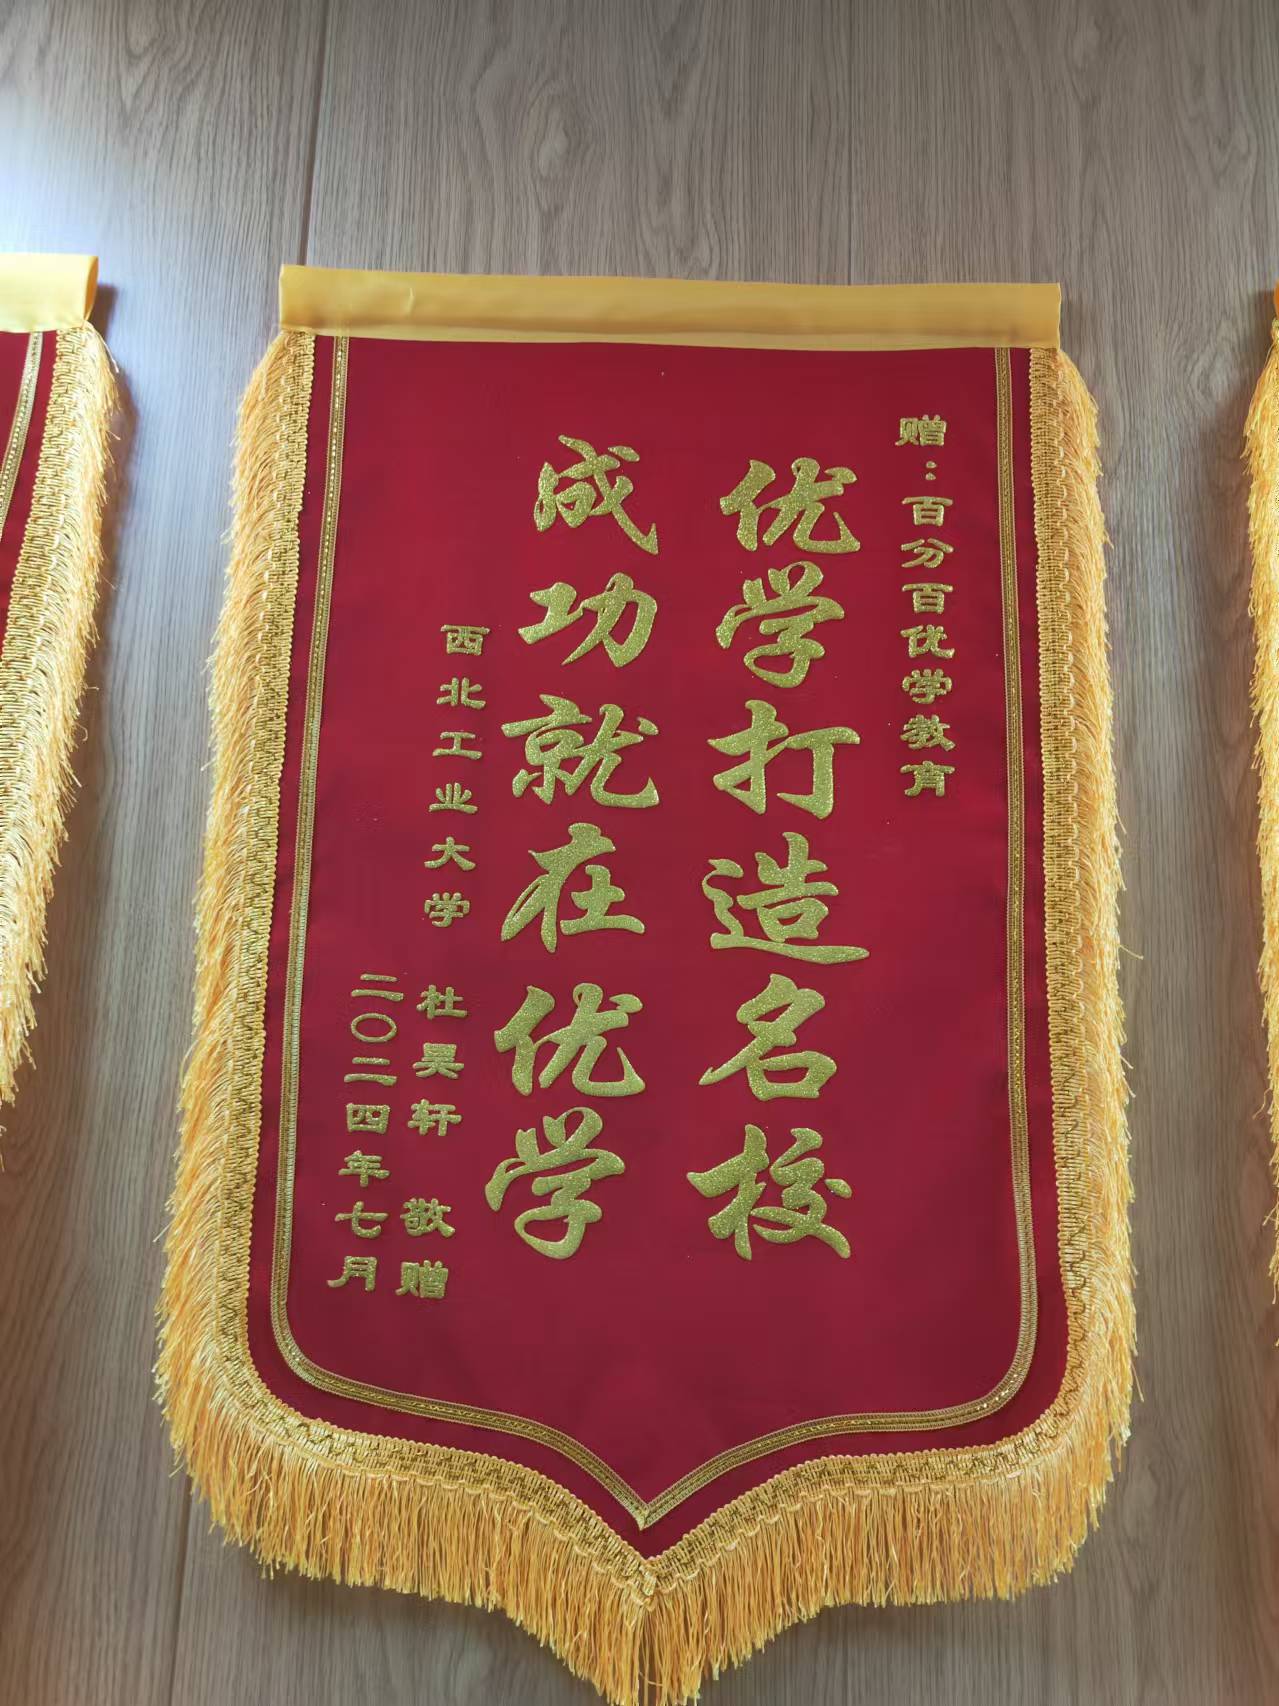 赠：百分百优学教育
优学打造名校
成功就在优学
西北工业大学 杜昊轩 敬赠
二〇二四年七月